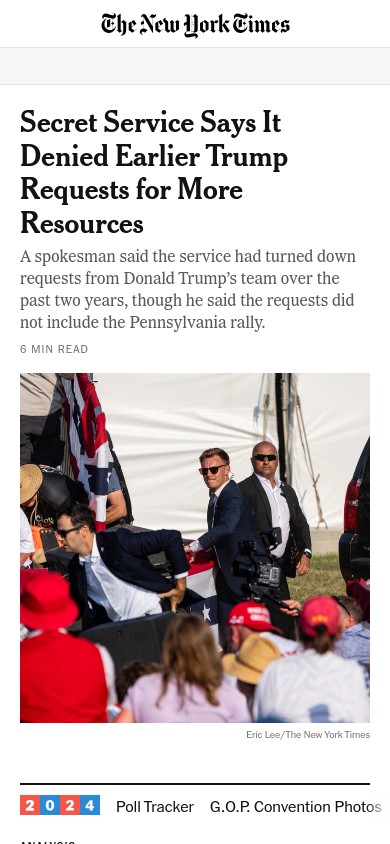 The New York Times
Secret Service Says It
Denied Earlier Trump
Requests for More
Resources
A spokesman said the service had turned down
requests from Donald Trump’s team over the
past two years, though he said the requests did
not include the Pennsylvania rally.
6 MIN READ
Eric Lee/The New York Times
2024 Poll Tracker G.O.P. Convention Photos
ANALYSIS